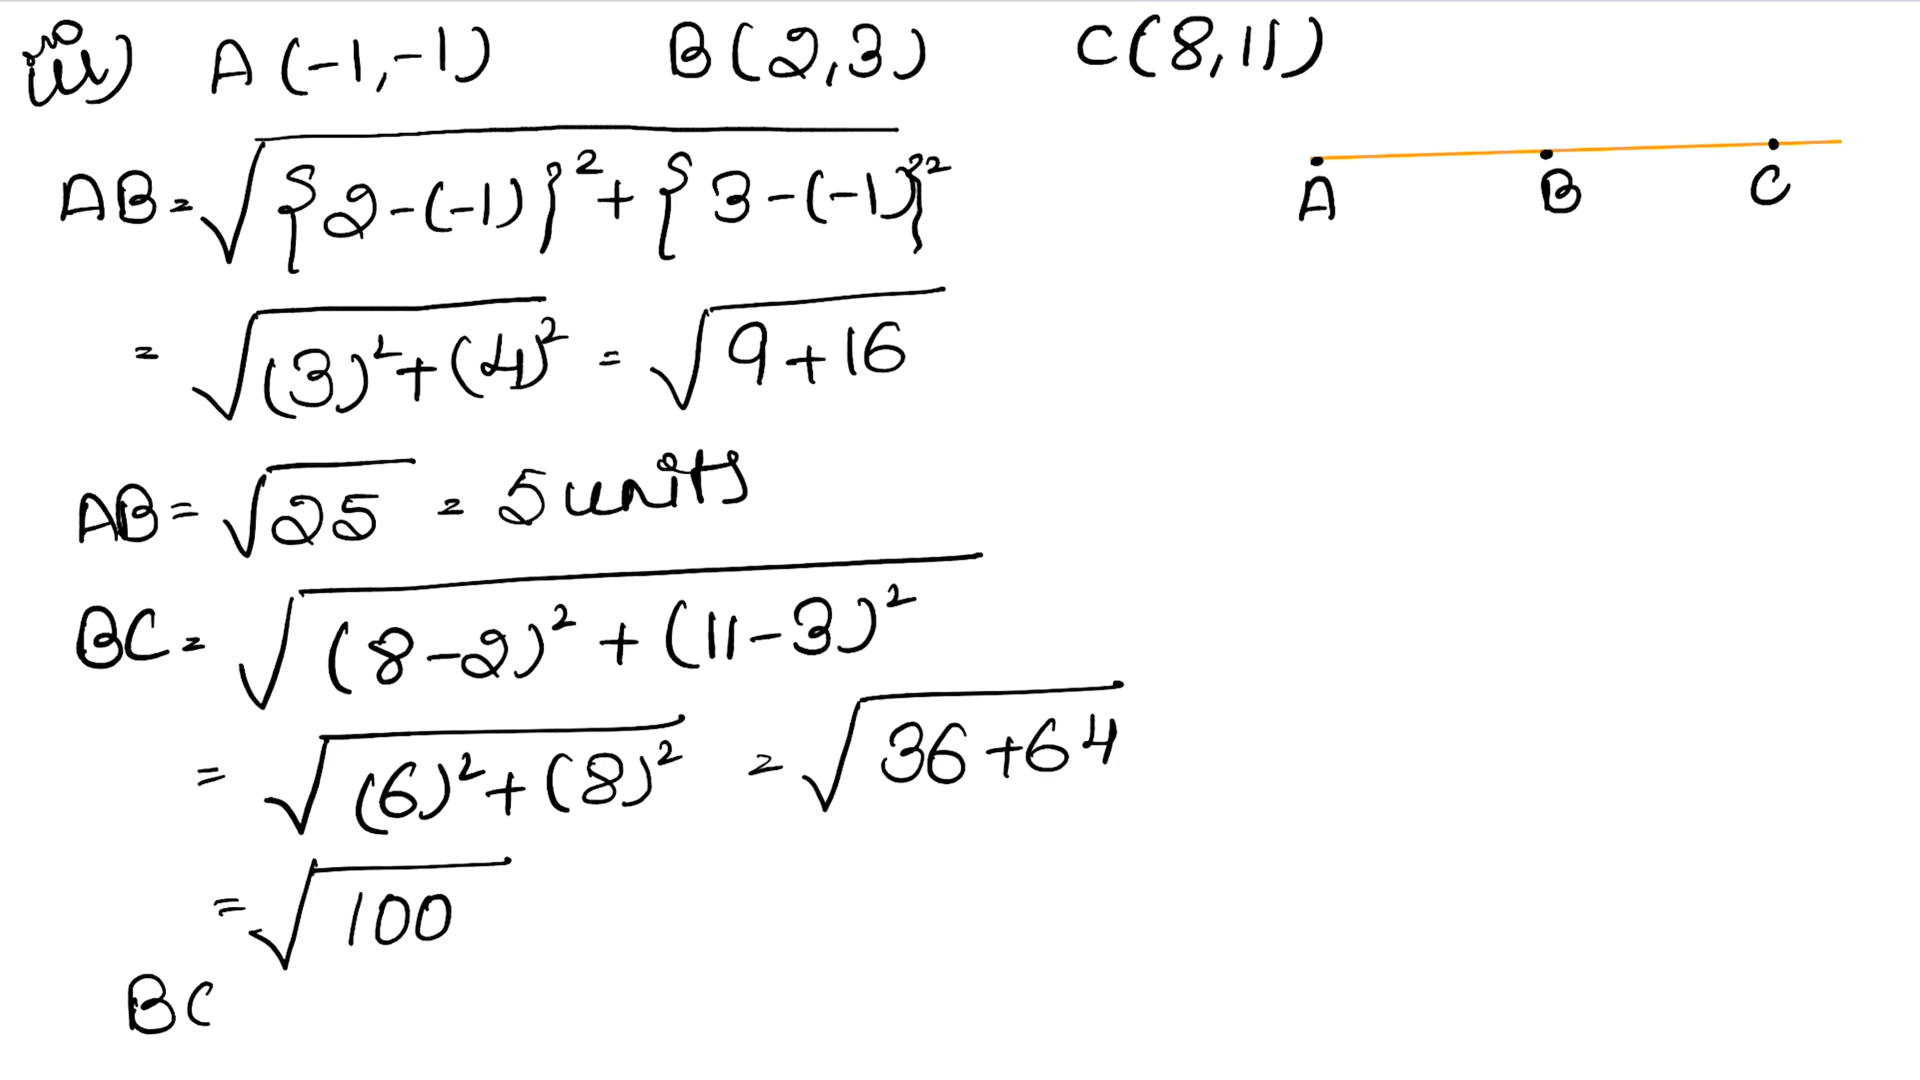 iii) A(-1,-1) B(2,3) C(8,11)
A B C
AB = √{2-(-1)}² + {3-(-1)}²
= √(3)² + (4)² = √9+16
AB = √25 = 5 units
BC = √(8-2)² + (11-3)²
= √(6)² + (8)² = √36+64
= √100
BC